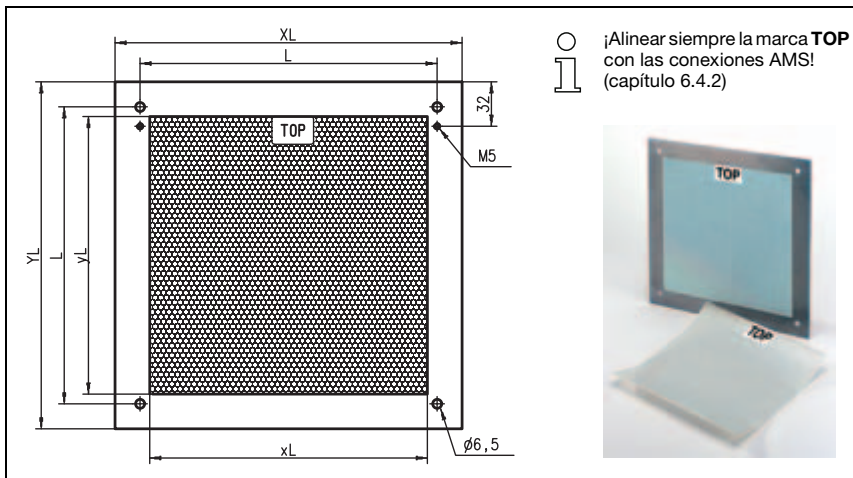 XL
L
32
TOP
M5
YL
L
yL
xL
Ø6,5
¡Alinear siempre la marca TOP
con las conexiones AMS!
(capítulo 6.4.2)
TOP
TOP